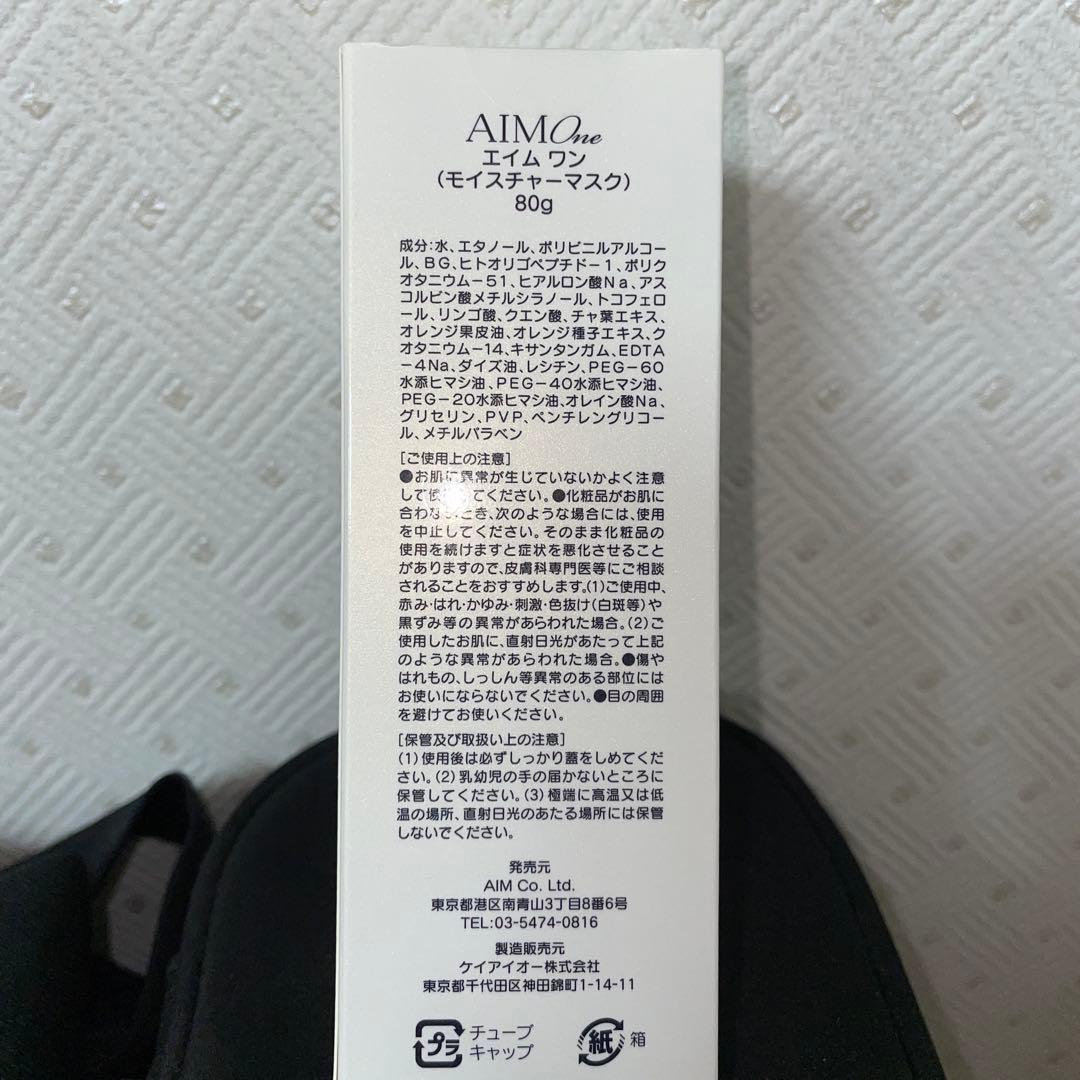 AIMOne
エイム ワン
(モイスチャーマスク)
80g
成分:水、エタノール、ポリビニルアルコー
ル、BG、ヒトオリゴペプチド-1、ポリク
オタニウム-51、ヒアルロン酸Na、アス
コルビン酸メチルシラノール、トコフェロ
ール、リンゴ酸、クエン酸、チャ葉エキス、
オレンジ果皮油、オレンジ種子エキス、ク
オタニウム-14、キサンタンガム、EDTA
-4Na、ダイズ油、レシチン、PEG-60
水添ヒマシ油、PEG-40水添ヒマシ油、
PEG-20水添ヒマシ油、オレイン酸Na、
グリセリン、PVP、ペンチレングリコー
ル、メチルパラベン
[ご使用上の注意]
●お肌に異常が生じていないかよく注意
して使 てください。●化粧品がお肌に
合わないとき、次のような場合には、使用
を中止してください。そのまま化粧品の
使用を続けますと症状を悪化させること
がありますので、皮膚科専門医等にご相談
されることをおすすめします。(1)ご使用中、
赤み・はれ・かゆみ・刺激・色抜け(白斑等)や
黒ずみ等の異常があらわれた場合。(2)ご
使用したお肌に、直射日光があたって上記
のような異常があらわれた場合。●傷や
はれもの、しっしん等異常のある部位には
お使いにならないでください。●目の周囲
を避けてお使いください。
[保管及び取扱い上の注意]
(1)使用後は必ずしっかり蓋をしめてくだ
さい。(2)乳幼児の手の届かないところに
保管してください。(3)極端に高温又は低
温の場所、直射日光のあたる場所には保管
しないでください。
発売元
AIM Co. Ltd.
東京都港区南青山3丁目8番6号
TEL:03-5474-0816
製造販売元
ケイアイオー株式会社
東京都千代田区神田錦町1-14-11
プラ チューブ
キャップ
紙 箱